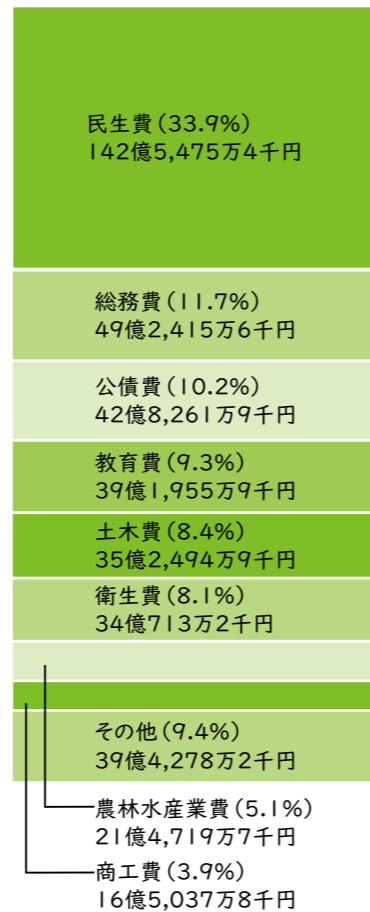 民生費(33.9%)
142億5,475万4千円
総務費(11.7%)
49億2,415万6千円
公債費(10.2%)
42億8,261万9千円
教育費(9.3%)
39億1,955万9千円
土木費(8.4%)
35億2,494万9千円
衛生費(8.1%)
34億713万2千円
その他(9.4%)
39億4,278万2千円
農林水産業費(5.1%)
21億4,719万7千円
商工費(3.9%)
16億5,037万8千円